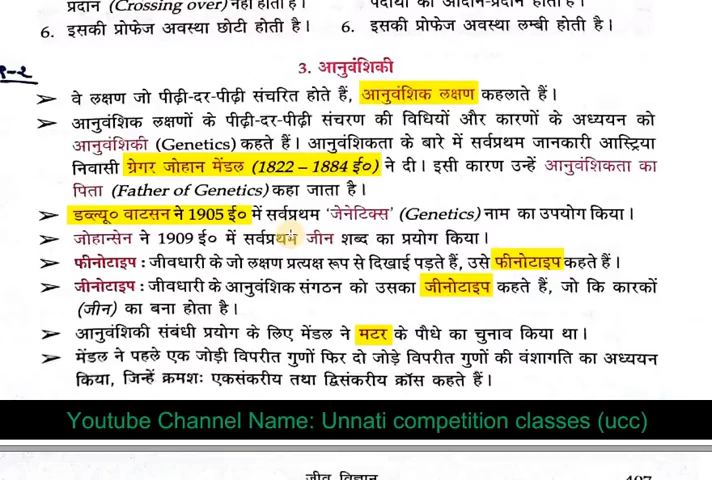 प्रदान (Crossing over) नहीं होता है।
पदार्थों का आदान-प्रदान होता है।
6. इसकी प्रोफेज अवस्था छोटी होती है।
6. इसकी प्रोफेज अवस्था लम्बी होती है।
3. आनुवंशिकी
➤ वे लक्षण जो पीढ़ी-दर-पीढ़ी संचरित होते हैं, आनुवंशिक लक्षण कहलाते हैं।
➤ आनुवंशिक लक्षणों के पीढ़ी-दर-पीढ़ी संचरण की विधियों और कारणों के अध्ययन को
आनुवंशिकी (Genetics) कहते हैं। आनुवंशिकता के बारे में सर्वप्रथम जानकारी आस्ट्रिया
निवासी ग्रेगर जोहान मेंडल (1822 – 1884 ई०) ने दी। इसी कारण उन्हें आनुवंशिकता का
पिता (Father of Genetics) कहा जाता है।
➤ डब्ल्यू० वाटसन ने 1905 ई० में सर्वप्रथम 'जेनेटिक्स' (Genetics) नाम का उपयोग किया।
➤ जोहान्सेन ने 1909 ई० में सर्वप्रथम जीन शब्द का प्रयोग किया।
➤ फीनोटाइप : जीवधारी के जो लक्षण प्रत्यक्ष रूप से दिखाई पड़ते हैं, उसे फीनोटाइप कहते हैं।
➤ जीनोटाइप : जीवधारी के आनुवंशिक संगठन को उसका जीनोटाइप कहते हैं, जो कि कारकों
(जीन) का बना होता है।
➤ आनुवंशिकी संबंधी प्रयोग के लिए मेंडल ने मटर के पौधे का चुनाव किया था।
➤ मेंडल ने पहले एक जोड़ी विपरीत गुणों फिर दो जोड़े विपरीत गुणों की वंशागति का अध्ययन
किया, जिन्हें क्रमशः एकसंकरीय तथा द्विसंकरीय क्रॉस कहते हैं।
Youtube Channel Name: Unnati competition classes (ucc)
जीव विज्ञान